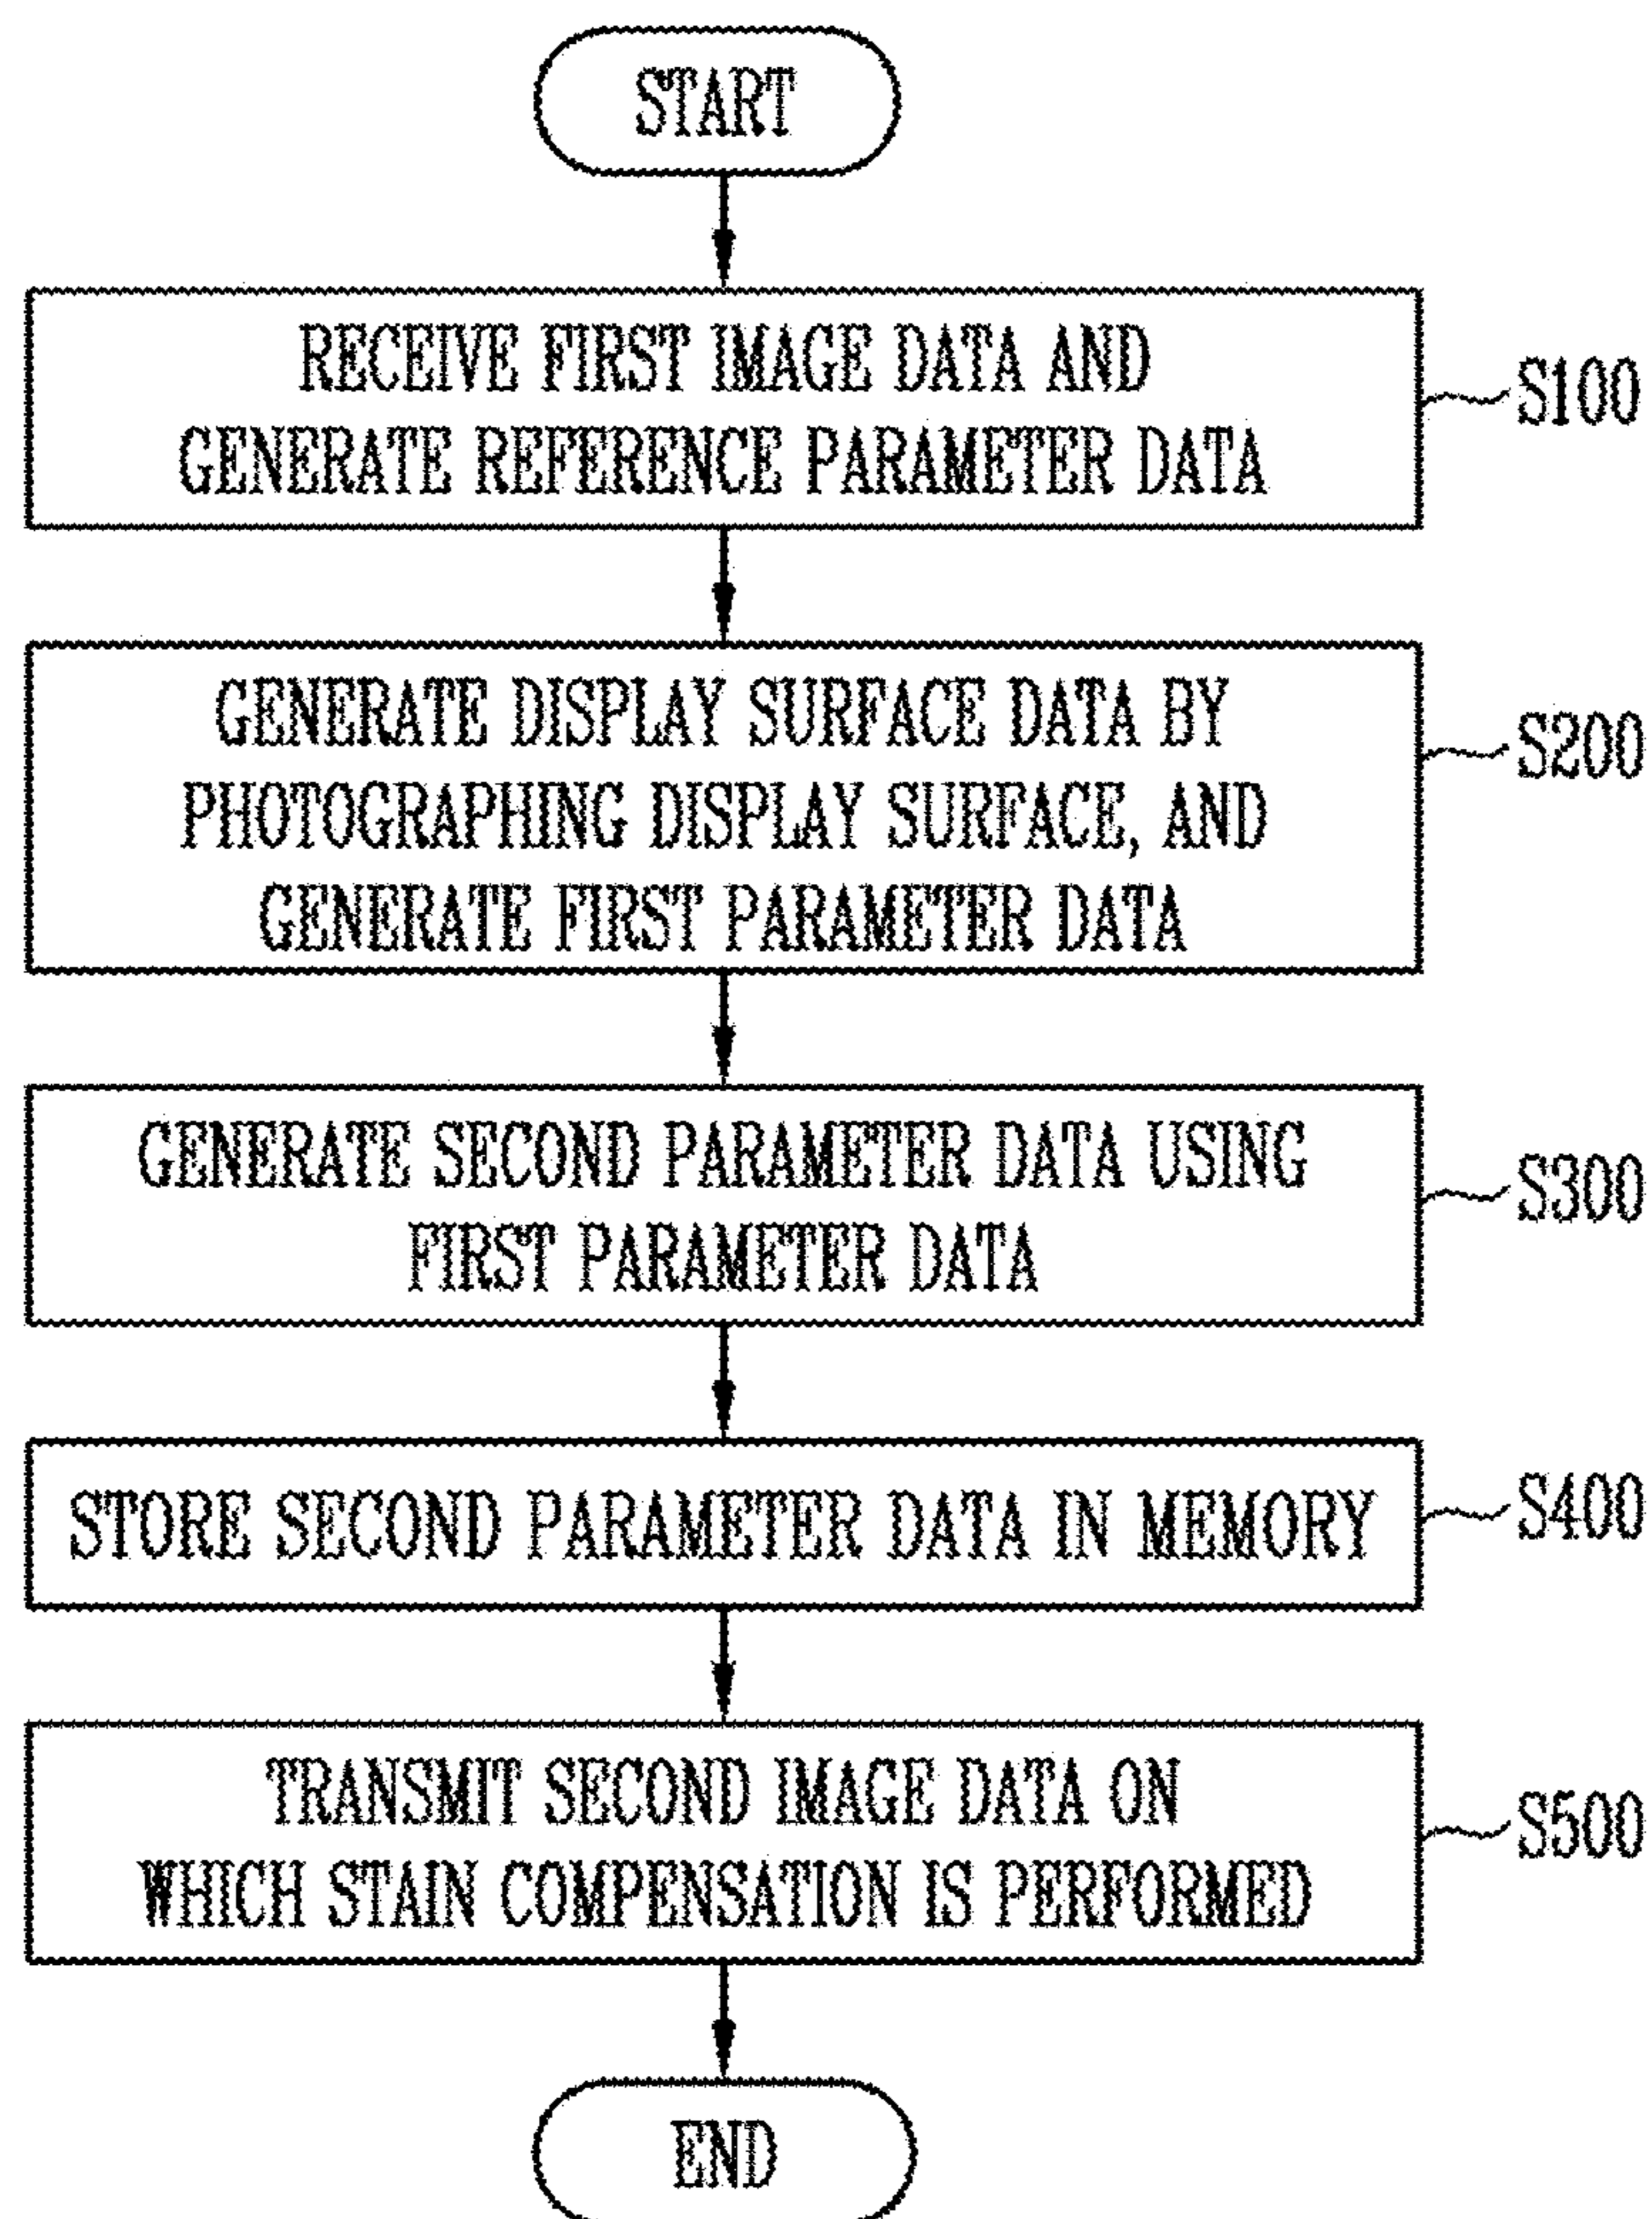 START
RECEIVE FIRST IMAGE DATA AND
GENERATE REFERENCE PARAMETER DATA
S100
GENERATE DISPLAY SURFACE DATA BY
PHOTOGRAPHING DISPLAY SURFACE, AND
GENERATE FIRST PARAMETER DATA
S200
GENERATE SECOND PARAMETER DATA USING
FIRST PARAMETER DATA
S300
STORE SECOND PARAMETER DATA IN MEMORY
S400
TRANSMIT SECOND IMAGE DATA ON
WHICH STAIN COMPENSATION IS PERFORMED
S500
END